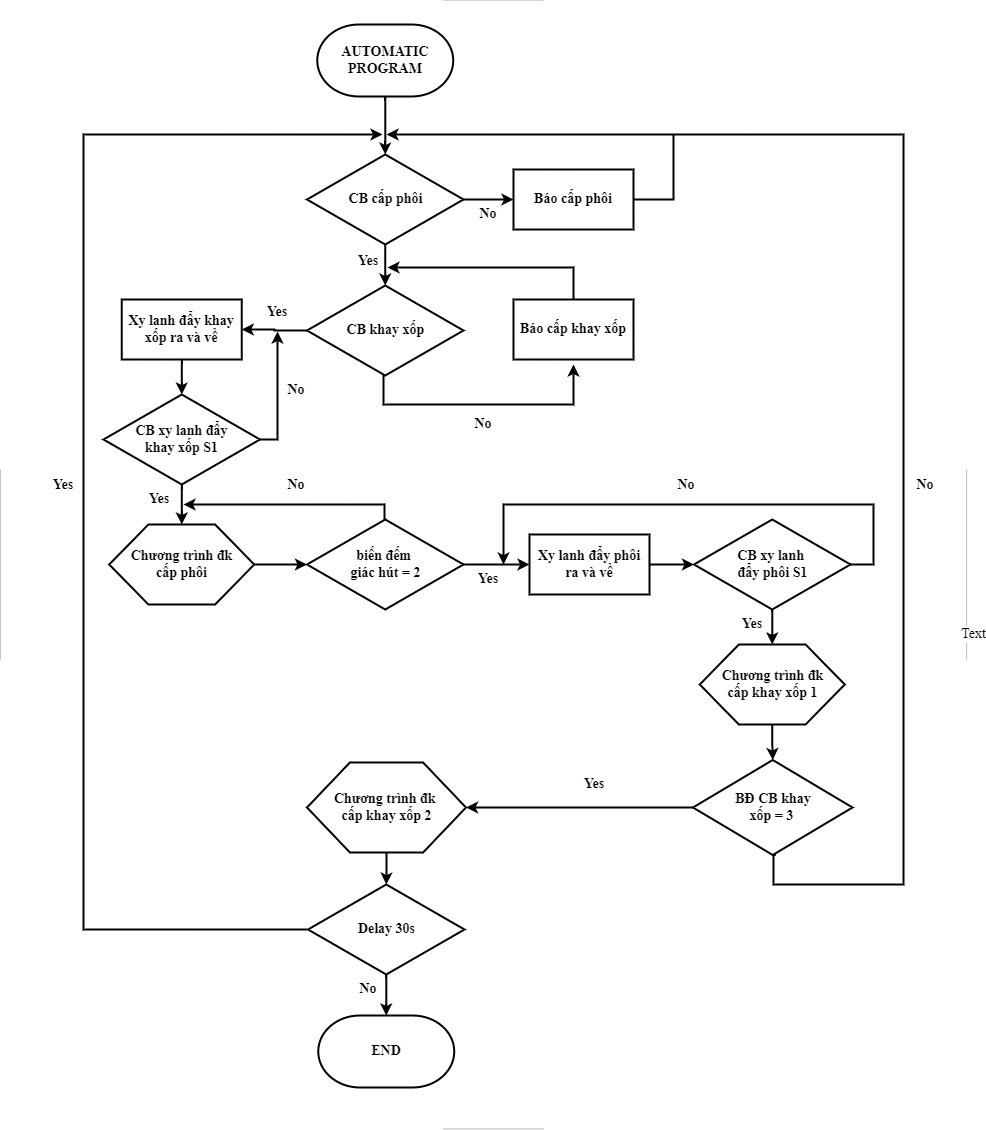 AUTOMATIC
PROGRAM
CB cấp phôi
No
Báo cấp phôi
Yes
CB khay xốp
Báo cấp khay xốp
No
Yes
Xy lanh đẩy khay
xốp ra và về
No
CB xy lanh đẩy
khay xốp S1
Yes
Yes
No
No
No
Chương trình đk
cấp phôi
biến đếm
giác hút = 2
Yes
Xy lanh đẩy phôi
ra và về
CB xy lanh
đẩy phôi S1
Yes
Text
Chương trình đk
cấp khay xốp 1
BĐ CB khay
xốp = 3
Yes
Chương trình đk
cấp khay xốp 2
Delay 30s
No
END